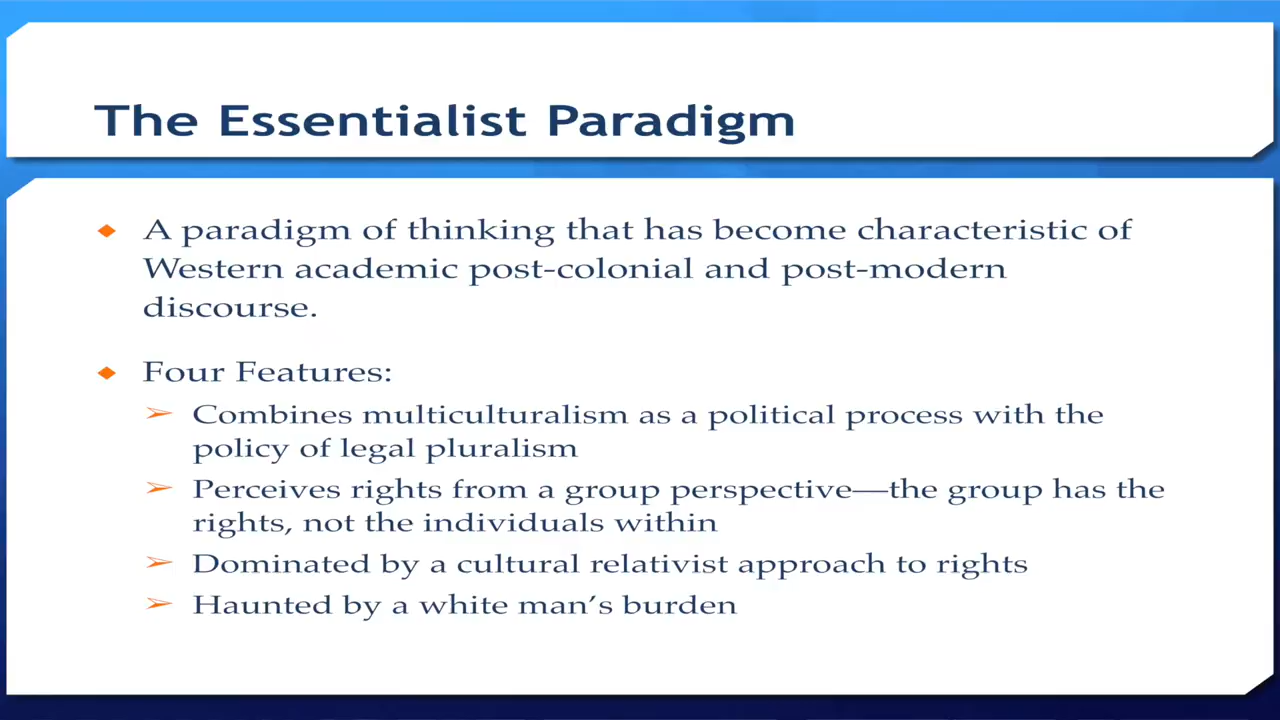 The Essentialist Paradigm
A paradigm of thinking that has become characteristic of
Western academic post-colonial and post-modern
discourse.
Four Features:
Combines multiculturalism as a political process with the
policy of legal pluralism
Perceives rights from a group perspective—the group has the
rights, not the individuals within
Dominated by a cultural relativist approach to rights
Haunted by a white man’s burden